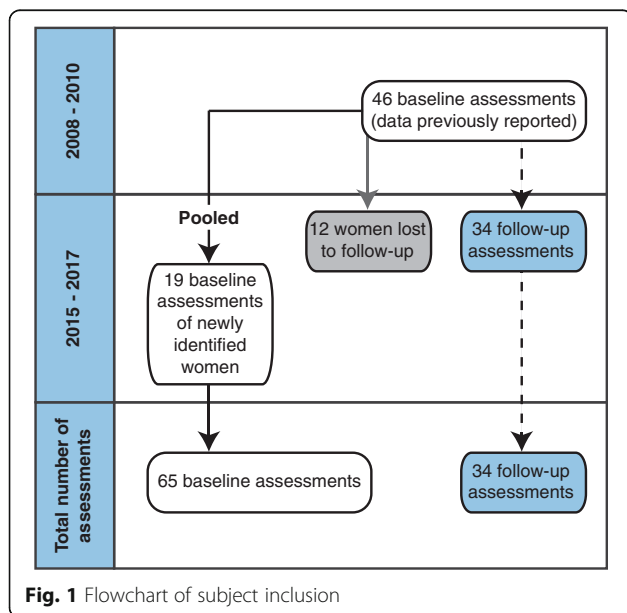 2008 - 2010
46 baseline assessments
(data previously reported)
2015 - 2017
Pooled
12 women lost
to follow-up
34 follow-up
assessments
19 baseline
assessments
of newly
identified
women
Total number of
assessments
65 baseline assessments
34 follow-up
assessments
Fig. 1 Flowchart of subject inclusion